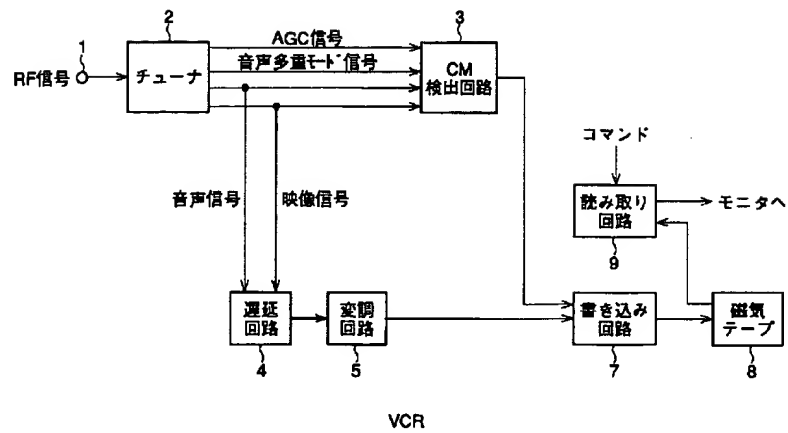 2
3
AGC信号
1
音声多重モード信号
RF信号
チューナ
CM
検出回路
コマンド
音声信号
映像信号
読み取り
回路
モニタへ
9
遅延
回路
変調
回路
書き込み
回路
磁気
テープ
4
5
7
8
VCR